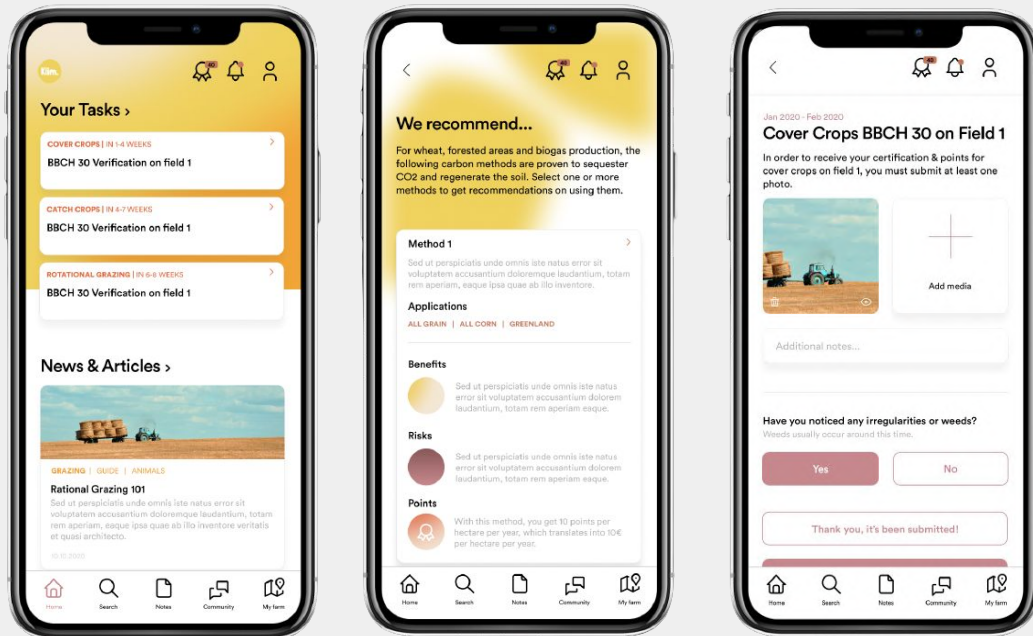 klim.
40
Your Tasks >
COVER CROPS | IN 1-4 WEEKS
BBCH 30 Verification on field 1
CATCH CROPS | IN 4-7 WEEKS
BBCH 30 Verification on field 1
ROTATIONAL GRAZING | IN 6-8 WEEKS
BBCH 30 Verification on field 1
News & Articles >
GRAZING | GUIDE | ANIMALS
Rational Grazing 101
Sed ut perspiciatis unde omnis iste natus error sit
voluptatem accusantium doloremque laudantium, totam
rem aperiam, eaque ipsa quae ab illo inventore veritatis
et quasi architecto.
10.10.2020
Home
Search
Notes
Community
My farm
40
We recommend...
For wheat, forested areas and biogas production, the
following carbon methods are proven to sequester
CO2 and regenerate the soil. Select one or more
methods to get recommendations on using them.
Method 1
Sed ut perspiciatis unde omnis iste natus error sit
voluptatem accusantium doloremque laudantium, totam
rem aperiam, eaque ipsa quae ab illo inventore.
Applications
ALL GRAIN | ALL CORN | GREENLAND
Benefits
Sed ut perspiciatis unde omnis iste natus
error sit voluptatem accusantium dolorem
laudantium, totam rem aperiam eaque.
Risks
Sed ut perspiciatis unde omnis iste natus
error sit voluptatem accusantium dolorem
laudantium, totam rem aperiam eaque.
Points
With this method, you get 10 points per
hectare per year, which translates into 10€
per hectare per year.
Home
Search
Notes
Community
My farm
40
Jan 2020 - Feb 2020
Cover Crops BBCH 30 on Field 1
In order to receive your certification & points for
cover crops on field 1, you must submit at least one
photo.
Add media
Additional notes...
Have you noticed any irregularities or weeds?
Weeds usually occur around this time.
Yes
No
Thank you, it's been submitted!
Home
Search
Notes
Community
My farm